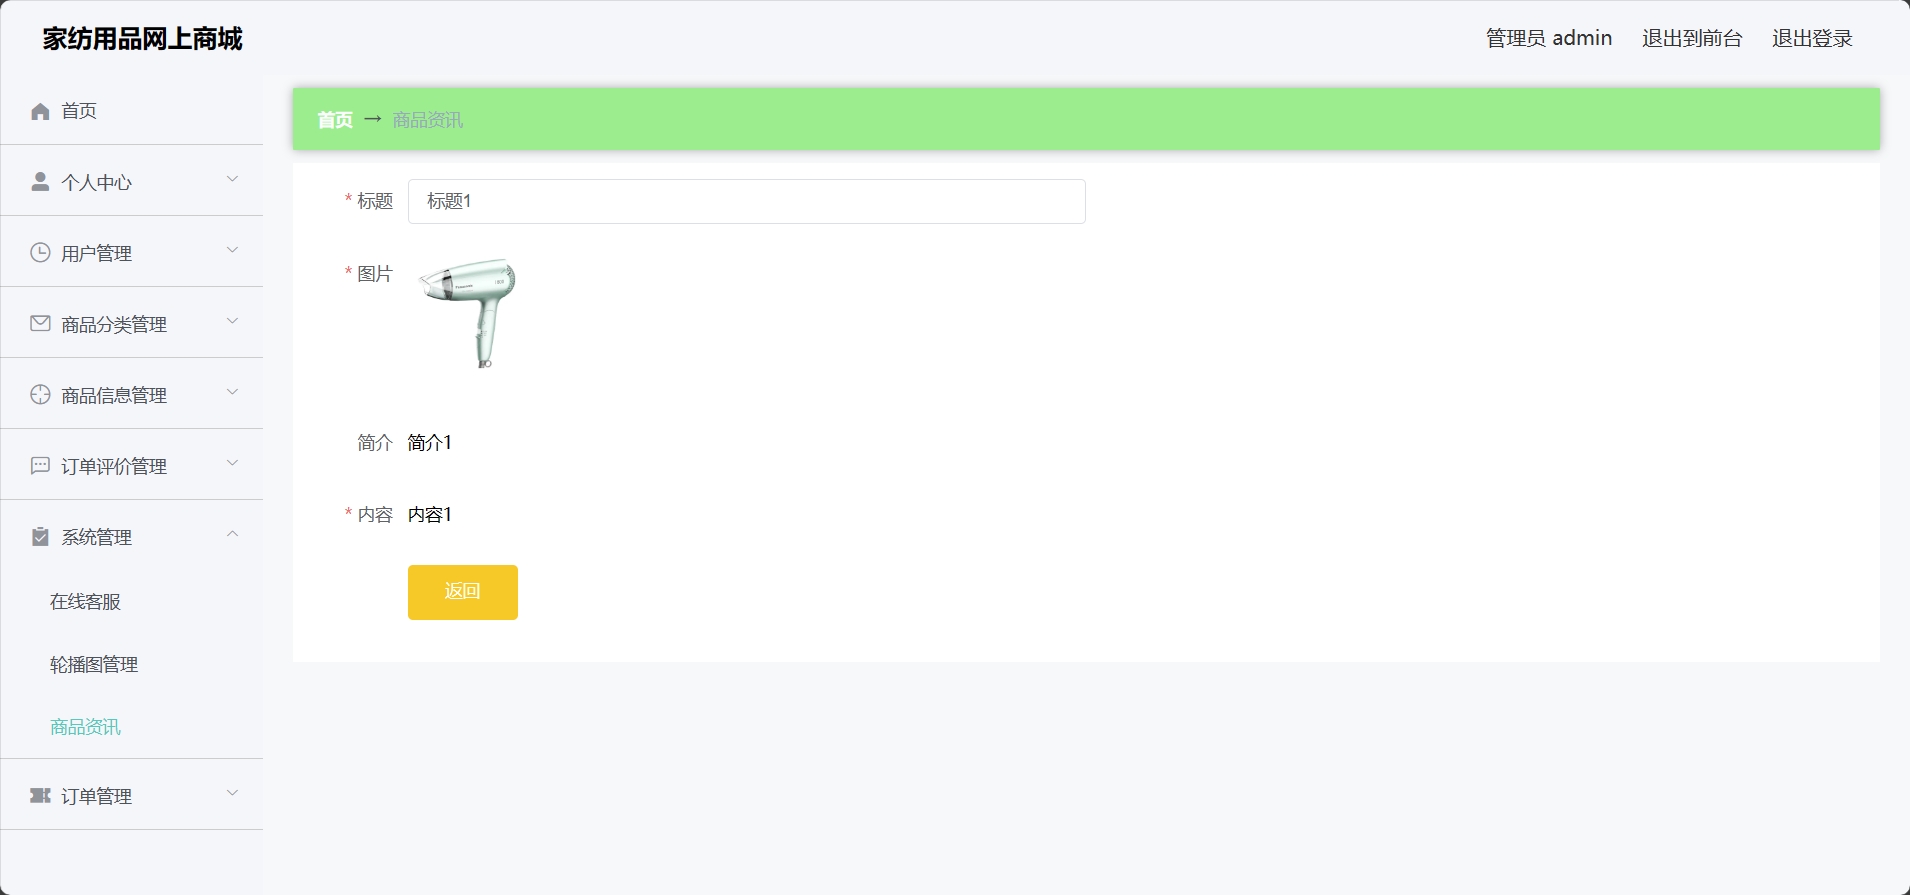 家纺用品网上商城
管理员 admin 退出到前台 退出登录
首页
个人中心
用户管理
商品分类管理
商品信息管理
订单评价管理
系统管理
在线客服
轮播图管理
商品资讯
订单管理
首页 → 商品资讯
* 标题 标题1
* 图片
简介 简介1
* 内容 内容1
返回